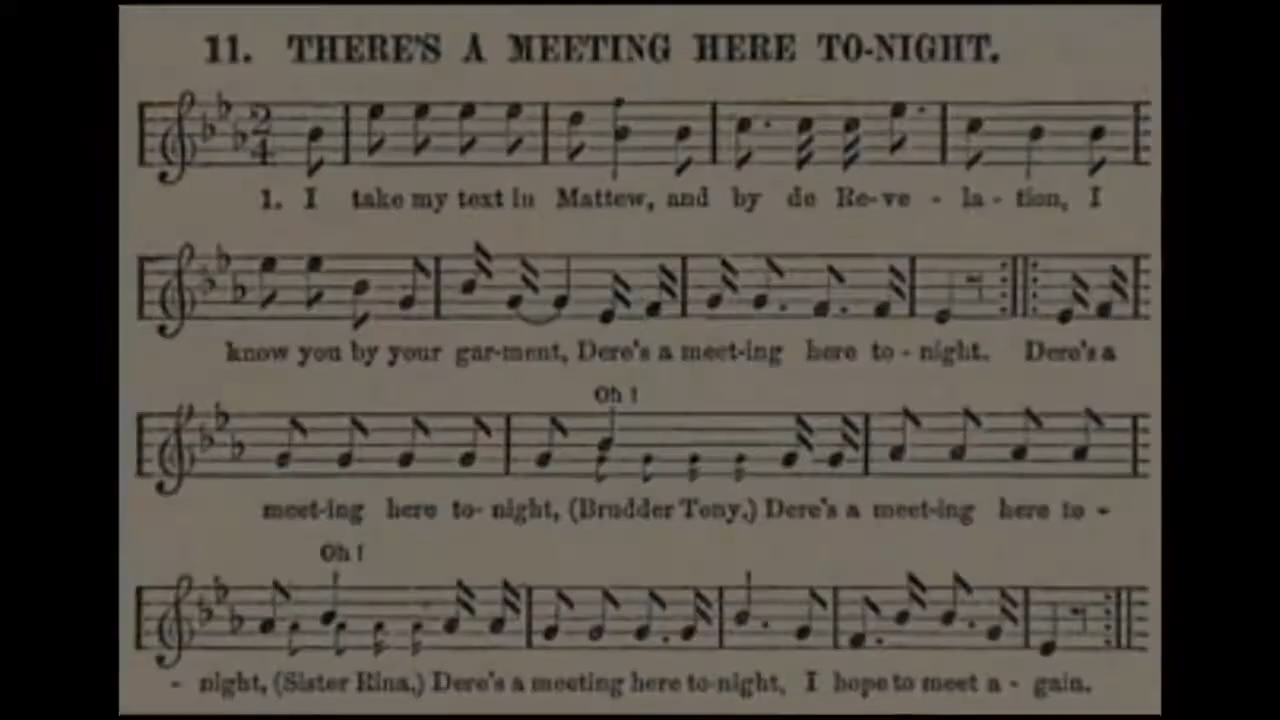 11. THERE'S A MEETING HERE TO-NIGHT.
2
4
1. I take my text in Mattew, and by de Re-ve - la - tion, I
know you by your gar-ment, Dere's a meet-ing here to - night. Dere's a
Oh !
meet-ing here to- night, (Brudder Tony,) Dere's a meet-ing here to -
Oh !
- night, (Sister Rina,) Dere's a meeting here to-night, I hope to meet a - gain.